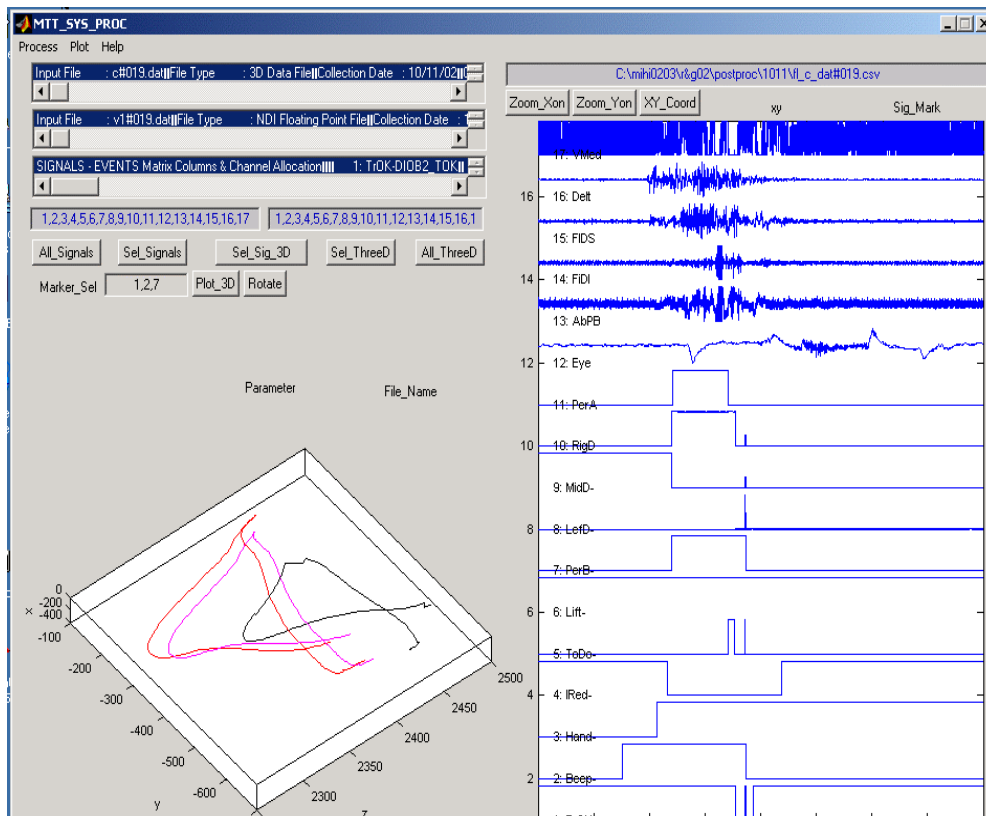 MTT_SYS_PROC
Process Plot Help
Input File : c#019.dat||File Type : 3D Data File||Collection Date : 10/11/02||
Input File : v1#019.dat||File Type : NDI Floating Point File||Collection Date : 1
SIGNALS - EVENTS Matrix Columns & Channel Allocation|||| 1: TrOK-DIOB2_TOK||
1,2,3,4,5,6,7,8,9,10,11,12,13,14,15,16,17 1,2,3,4,5,6,7,8,9,10,11,12,13,14,15,16,1
All_Signals Sel_Signals Sel_Sig_3D Sel_ThreeD All_ThreeD
Marker_Sel 1,2,7 Plot_3D Rotate
Parameter File_Name
0
-200
x -400
-100
-200
-300
-400
-500
-600
y
2500
2450
2400
2350
2300
z
C:\mihi0203\r&g02\postproc\1011\fl_c_dat#019.csv
Zoom_Xon Zoom_Yon XY_Coord xy Sig_Mark
17: VMed
16 16: Delt
15: FIDS
14 14: FiDI
13: AbPB
12 12: Eye
11: PerA
10 10: RigD
9: MidD-
8 8: LefD-
7: PerB-
6 6: Lift-
5: ToDo-
4 4: IRed-
3: Hand-
2 2: Beep-